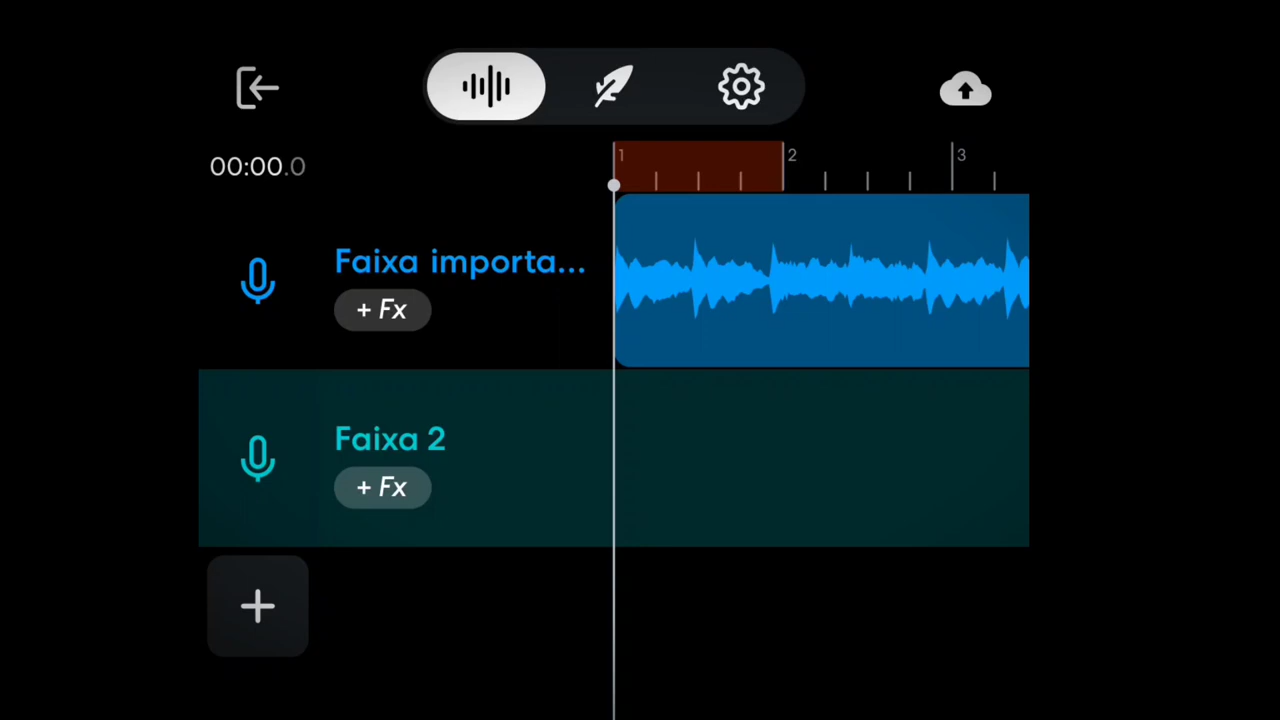 00:00.0
1 2 3
Faixa importa...
+ Fx
Faixa 2
+ Fx